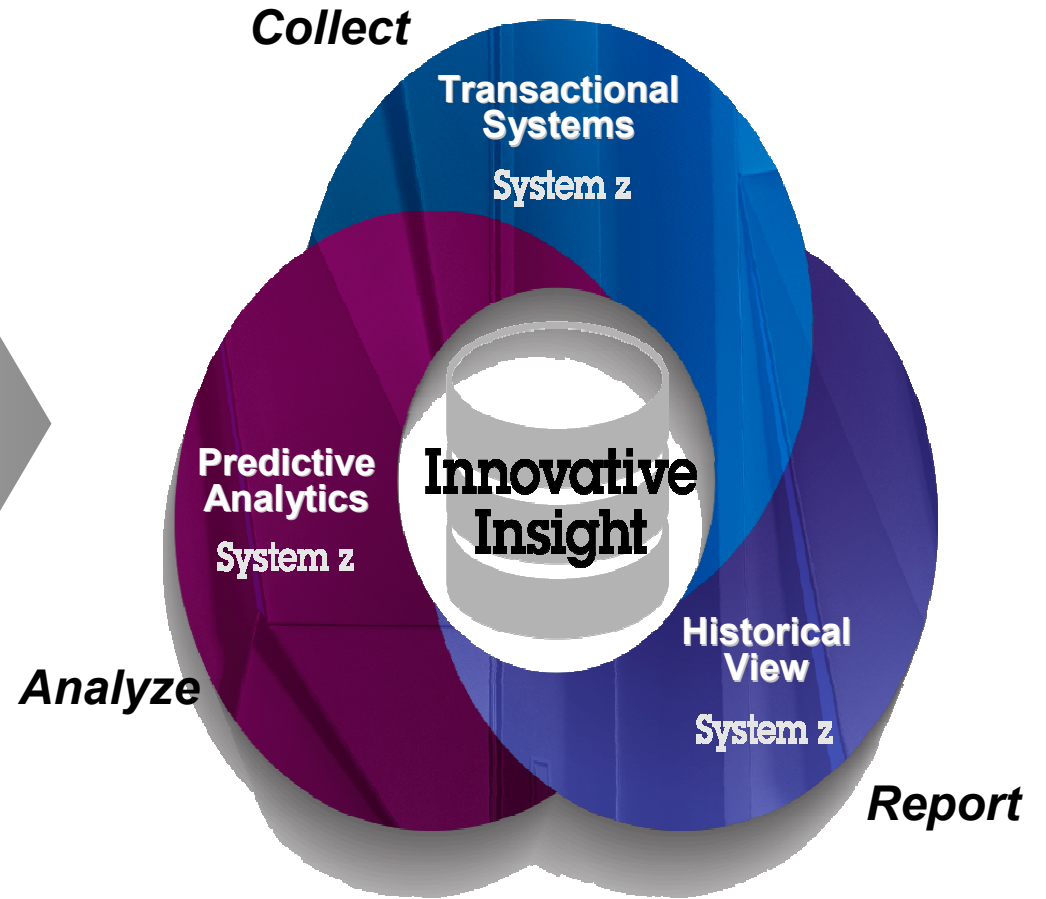 Collect
Transactional
Systems
System z
Predictive
Analytics
System z
Innovative
Insight
Historical
View
System z
Analyze
Report